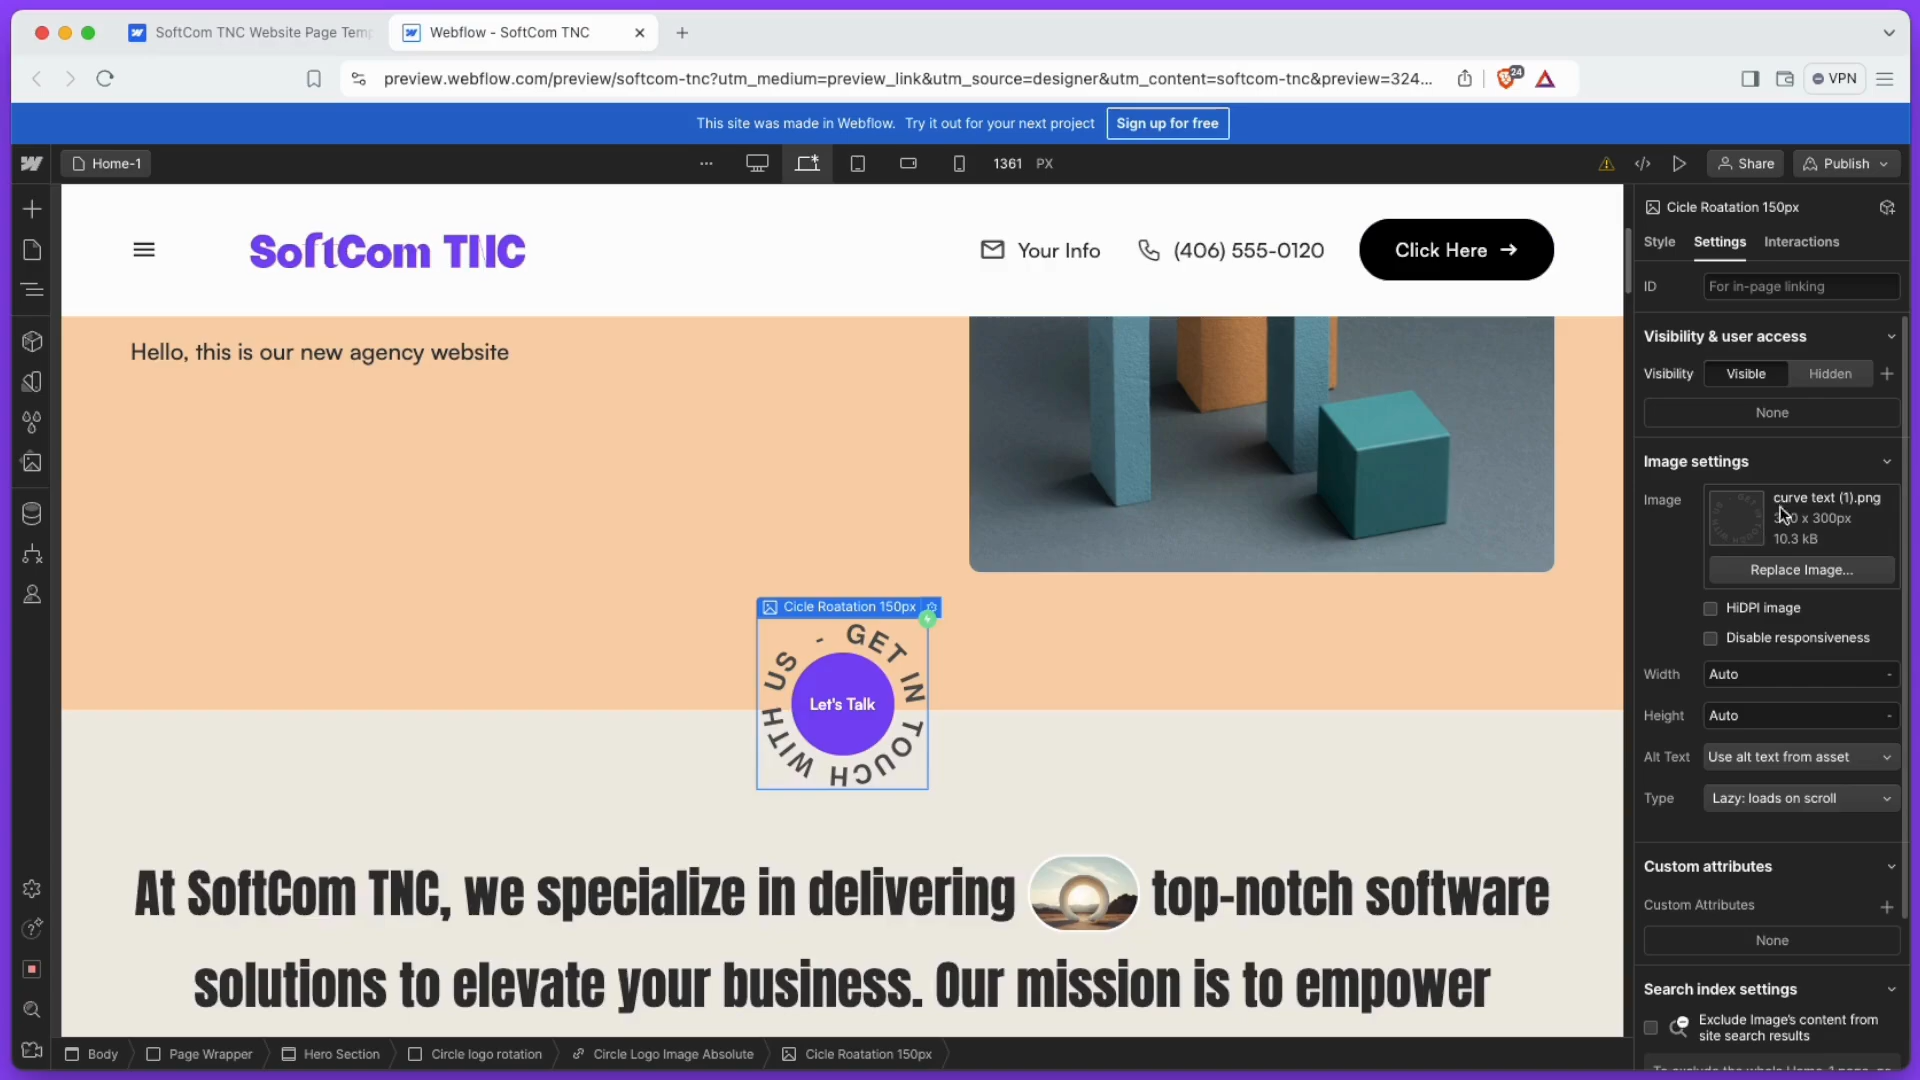 SoftCom TNC Website Page Temp
Webflow - SoftCom TNC
preview.webflow.com/preview/softcom-tnc?utm_medium=preview_link&utm_source=designer&utm_content=softcom-tnc&preview=324...
24
VPN
This site was made in Webflow. Try it out for your next project
Sign up for free
Home-1
1361 PX
Share
Publish
SoftCom TNC
Your Info
(406) 555-0120
Click Here →
Hello, this is our new agency website
Cicle Roatation 150px
- GET IN TOUCH WITH US
Let's Talk
At SoftCom TNC, we specialize in delivering top-notch software
solutions to elevate your business. Our mission is to empower
Body
Page Wrapper
Hero Section
Circle logo rotation
Circle Logo Image Absolute
Cicle Roatation 150px
Cicle Roatation 150px
Style
Settings
Interactions
ID
For in-page linking
Visibility & user access
Visibility
Visible
Hidden
None
Image settings
Image
curve text (1).png
x 300px
10.3 kB
Replace Image...
HiDPI image
Disable responsiveness
Width
Auto
-
Height
Auto
-
Alt Text
Use alt text from asset
Type
Lazy: loads on scroll
Custom attributes
Custom Attributes
None
Search index settings
Exclude Image's content from
site search results